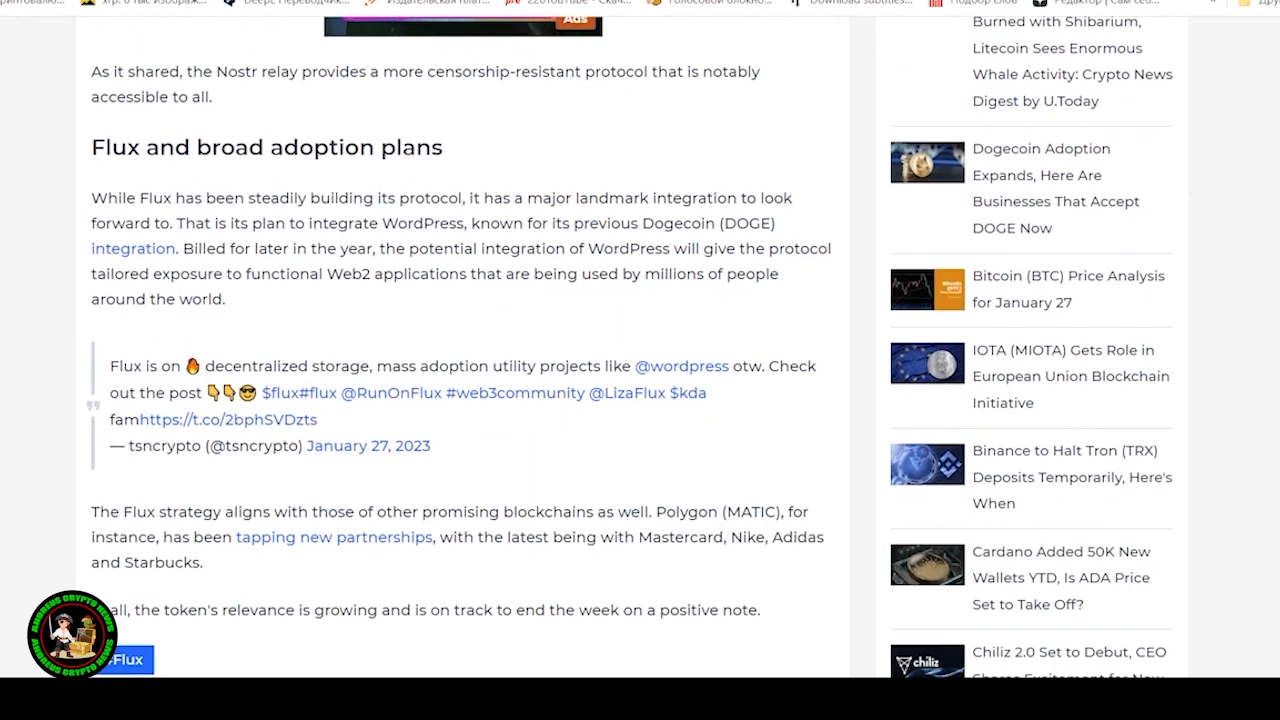 Ads
As it shared, the Nostr relay provides a more censorship-resistant protocol that is notably
accessible to all.
Flux and broad adoption plans
While Flux has been steadily building its protocol, it has a major landmark integration to look
forward to. That is its plan to integrate WordPress, known for its previous Dogecoin (DOGE)
integration. Billed for later in the year, the potential integration of WordPress will give the protocol
tailored exposure to functional Web2 applications that are being used by millions of people
around the world.
Flux is on 🔥 decentralized storage, mass adoption utility projects like @wordpress otw. Check
out the post 👇👇😎 $flux#flux @RunOnFlux #web3community @LizaFlux $kda
famhttps://t.co/2bphSVDzts
— tsncrypto (@tsncrypto) January 27, 2023
The Flux strategy aligns with those of other promising blockchains as well. Polygon (MATIC), for
instance, has been tapping new partnerships, with the latest being with Mastercard, Nike, Adidas
and Starbucks.
all, the token's relevance is growing and is on track to end the week on a positive note.
Flux
Burned with Shibarium,
Litecoin Sees Enormous
Whale Activity: Crypto News
Digest by U.Today
Dogecoin Adoption
Expands, Here Are
Businesses That Accept
DOGE Now
Bitcoin (BTC) Price Analysis
for January 27
IOTA (MIOTA) Gets Role in
European Union Blockchain
Initiative
Binance to Halt Tron (TRX)
Deposits Temporarily, Here's
When
Cardano Added 50K New
Wallets YTD, Is ADA Price
Set to Take Off?
chiliz
Chiliz 2.0 Set to Debut, CEO
ANDREUS CRYPTO NEWS
ANDREUS CRYPTO NEWS